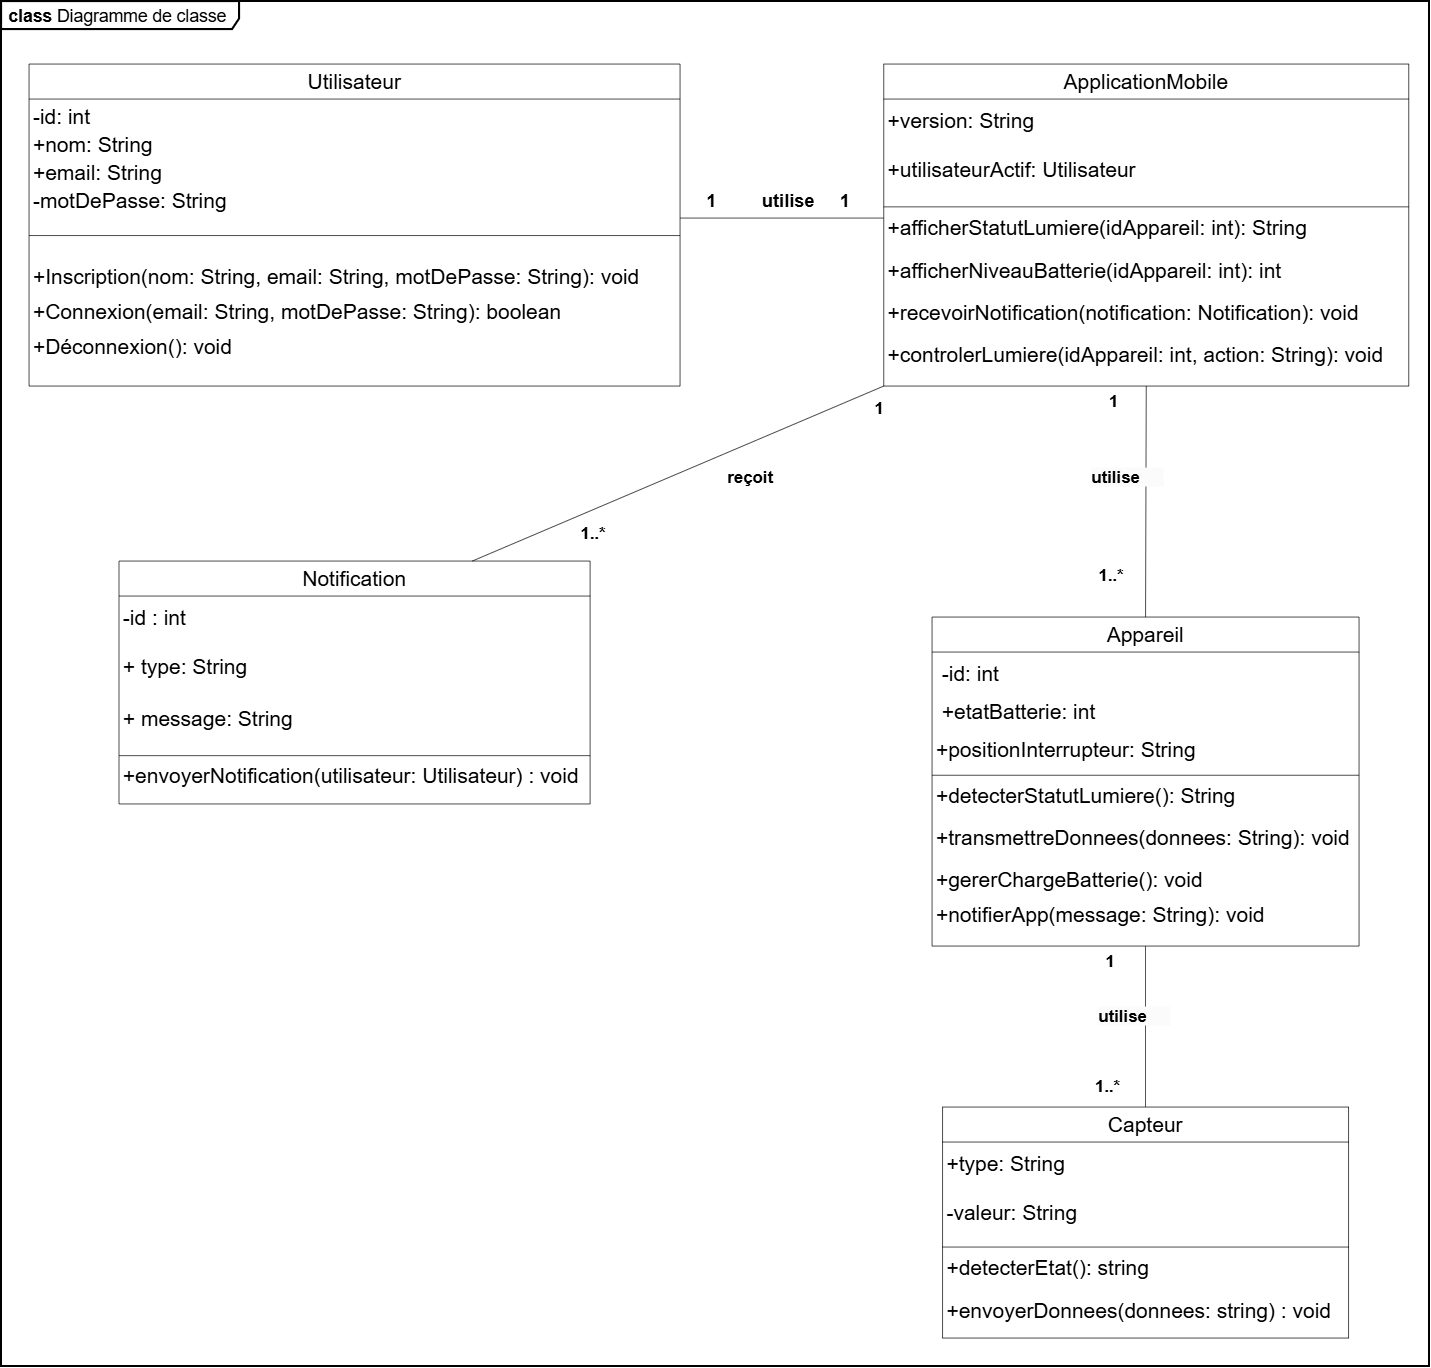 class Diagramme de classe
Utilisateur
-id: int
+nom: String
+email: String
-motDePasse: String
+Inscription(nom: String, email: String, motDePasse: String): void
+Connexion(email: String, motDePasse: String): boolean
+Déconnexion(): void
1 utilise 1
ApplicationMobile
+version: String
+utilisateurActif: Utilisateur
+afficherStatutLumiere(idAppareil: int): String
+afficherNiveauBatterie(idAppareil: int): int
+recevoirNotification(notification: Notification): void
+controlerLumiere(idAppareil: int, action: String): void
1
reçoit
1..*
Notification
-id : int
+ type: String
+ message: String
+envoyerNotification(utilisateur: Utilisateur) : void
1
utilise
1..*
Appareil
-id: int
+etatBatterie: int
+positionInterrupteur: String
+detecterStatutLumiere(): String
+transmettreDonnees(donnees: String): void
+gererChargeBatterie(): void
+notifierApp(message: String): void
1
utilise
1..*
Capteur
+type: String
-valeur: String
+detecterEtat(): string
+envoyerDonnees(donnees: string) : void